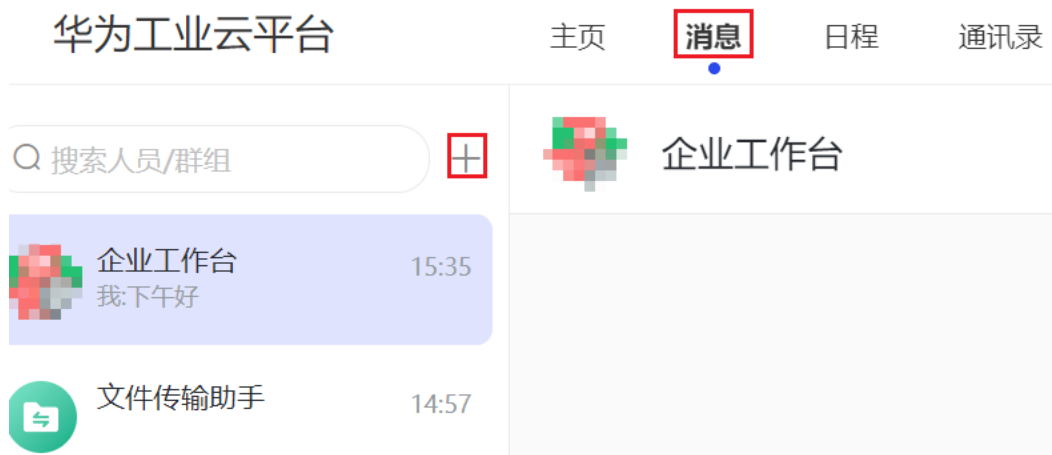 华为工业云平台
主页 消息 日程 通讯录
搜索人员/群组
企业工作台
企业工作台 15:35
我:下午好
文件传输助手 14:57